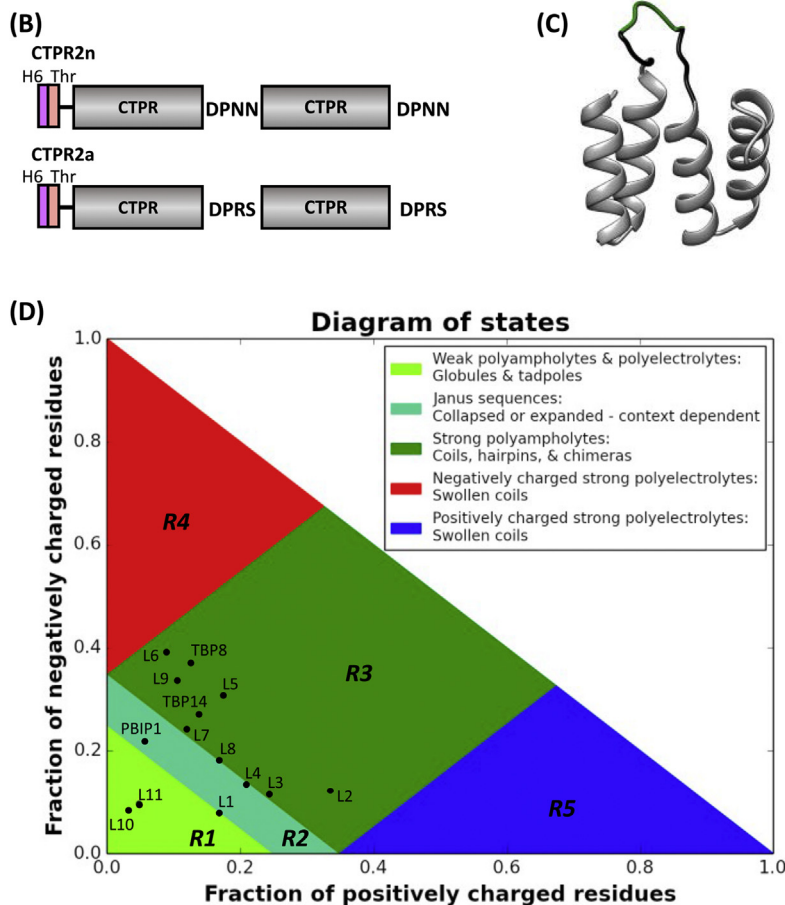 (B)
CTPR2n
H6 Thr
CTPR DPNN CTPR DPNN
CTPR2a
H6 Thr
CTPR DPRS CTPR DPRS
(C)
(D)
Diagram of states
Fraction of negatively charged residues
1.0
0.8
0.6
0.4
0.2
0.0
Weak polyampholytes & polyelectrolytes:
Globules & tadpoles
Janus sequences:
Collapsed or expanded - context dependent
Strong polyampholytes:
Coils, hairpins, & chimeras
Negatively charged strong polyelectrolytes:
Swollen coils
Positively charged strong polyelectrolytes:
Swollen coils
R4
L6
TBP8
L9
L5
R3
TBP14
PBIP1
L7
L8
L4
L3
L2
L11
L1
L10
R1
R2
R5
0.0 0.2 0.4 0.6 0.8 1.0
Fraction of positively charged residues